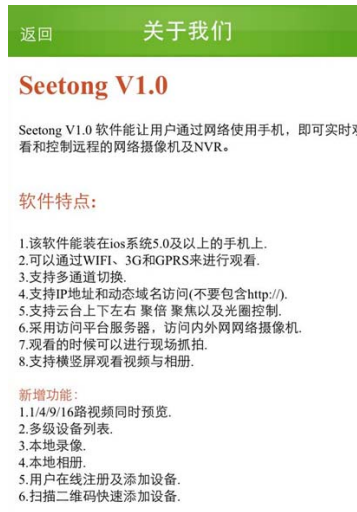 返回
关于我们
Seetong V1.0
Seetong V1.0 软件能让用户通过网络使用手机，即可实时观
看和控制远程的网络摄像机及NVR。
软件特点:
1.该软件能装在ios系统5.0及以上的手机上.
2.可以通过WIFI、3G和GPRS来进行观看.
3.支持多通道切换.
4.支持IP地址和动态域名访问(不要包含http://).
5.支持云台上下左右 聚倍 聚焦以及光圈控制.
6.采用访问平台服务器，访问内外网网络摄像机.
7.观看的时候可以进行现场抓拍.
8.支持横竖屏观看视频与相册.
新增功能:
1.1/4/9/16路视频同时预览.
2.多级设备列表.
3.本地录像.
4.本地相册.
5.用户在线注册及添加设备.
6.扫描二维码快速添加设备.